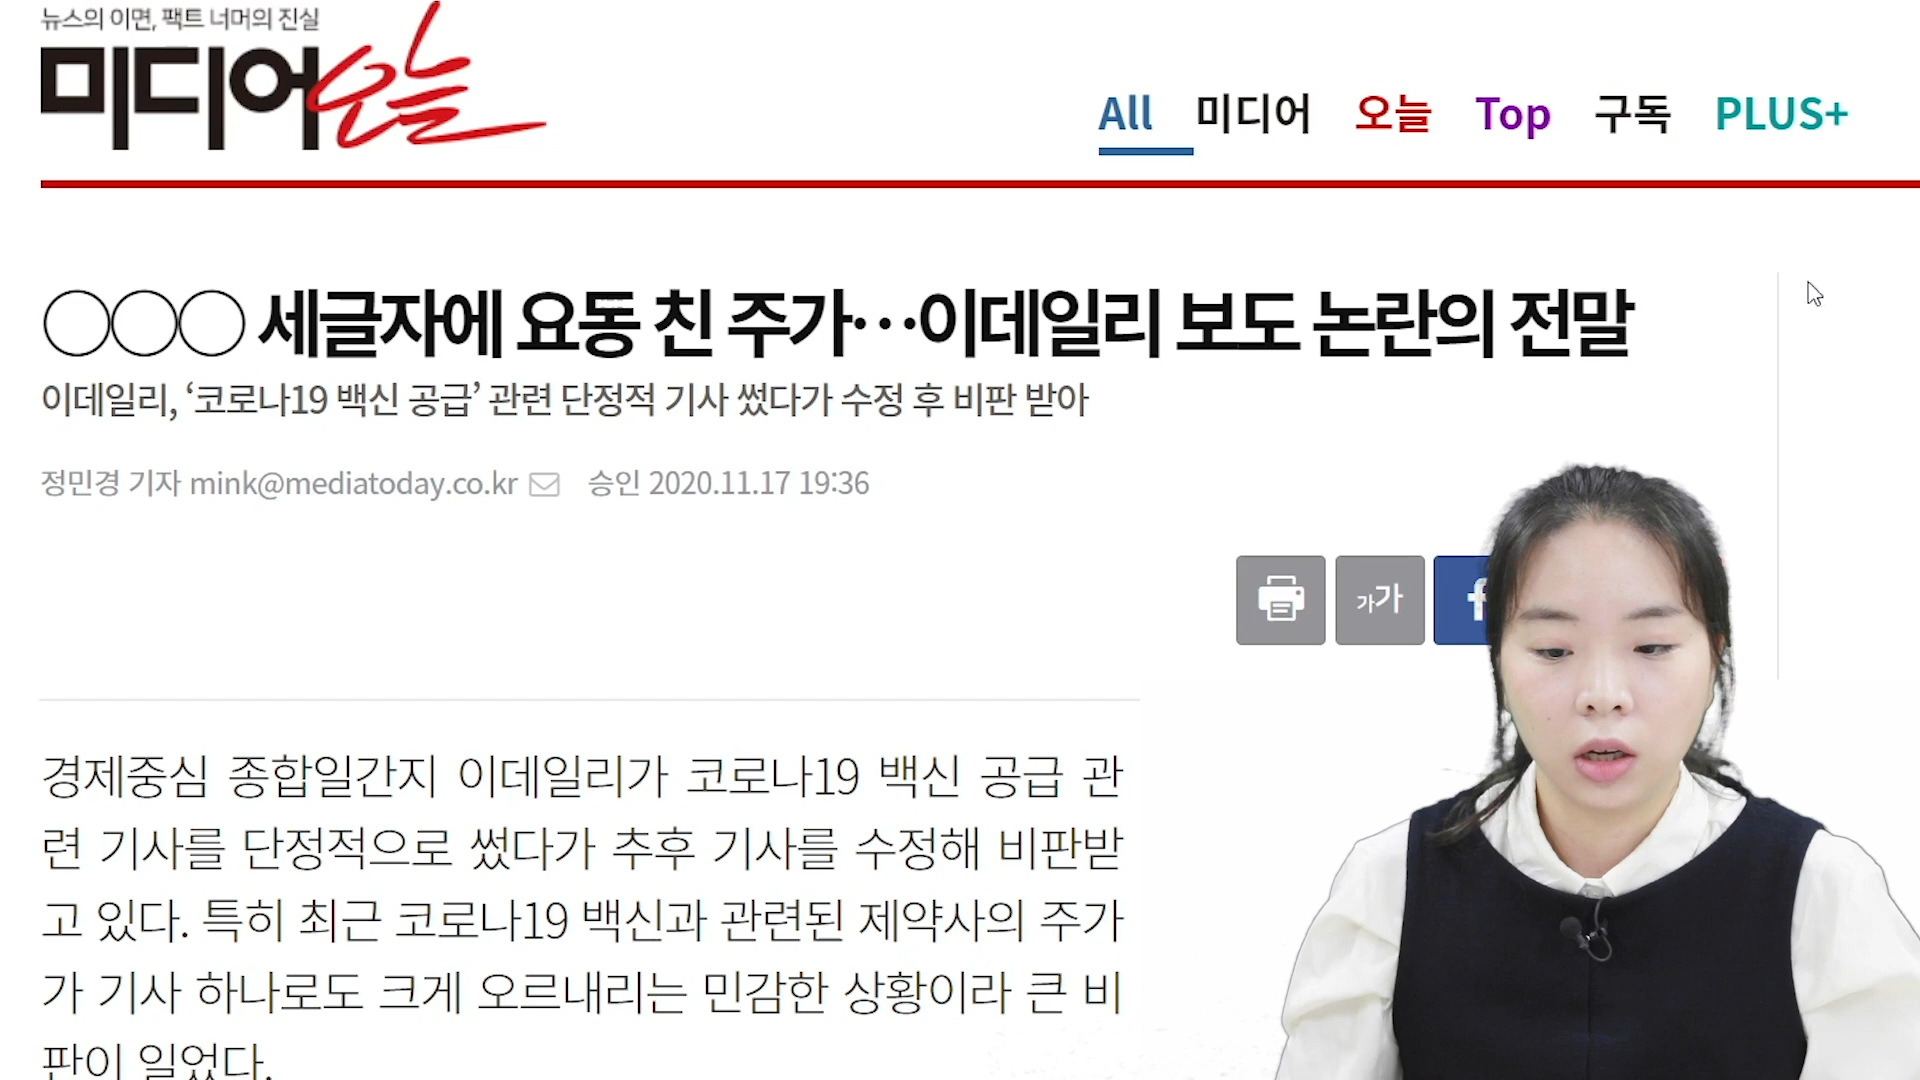 뉴스의 이면, 팩트 너머의 진실
미디어오늘
All 미디어 오늘 Top 구독 PLUS+
○○○ 세글자에 요동 친 주가…이데일리 보도 논란의 전말
이데일리, ‘코로나19 백신 공급’ 관련 단정적 기사 썼다가 수정 후 비판 받아
정민경 기자 mink@mediatoday.co.kr 승인 2020.11.17 19:36
가가 f
경제중심 종합일간지 이데일리가 코로나19 백신 공급 관
련 기사를 단정적으로 썼다가 추후 기사를 수정해 비판받
고 있다. 특히 최근 코로나19 백신과 관련된 제약사의 주가
가 기사 하나로도 크게 오르내리는 민감한 상황이라 큰 비
판이 일었다.